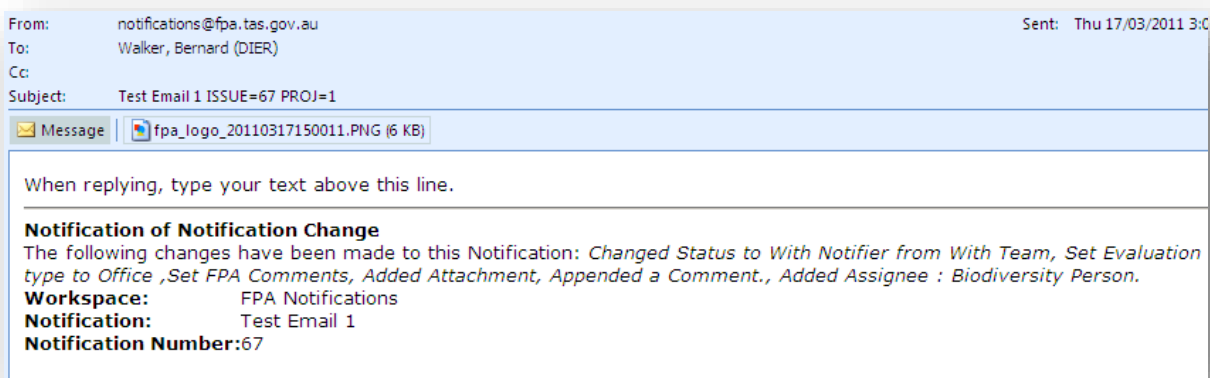 From: notifications@fpa.tas.gov.au Sent: Thu 17/03/2011 3:0
To: Walker, Bernard (DIER)
Cc:
Subject: Test Email 1 ISSUE=67 PROJ=1
Message fpa_logo_20110317150011.PNG (6 KB)
When replying, type your text above this line.
Notification of Notification Change
The following changes have been made to this Notification: Changed Status to With Notifier from With Team, Set Evaluation
type to Office ,Set FPA Comments, Added Attachment, Appended a Comment., Added Assignee : Biodiversity Person.
Workspace: FPA Notifications
Notification: Test Email 1
Notification Number:67